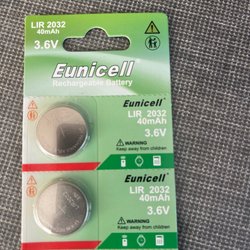 LIR 2032
40mAh
3.6V
Eunicell
Rechargeable Battery
Eunicell
LIR 2032
40mAh
3.6V
WARNING
Keep away from children
Eunicell
LIR 2032
40mAh
3.6V
WARNING
Keep away from children